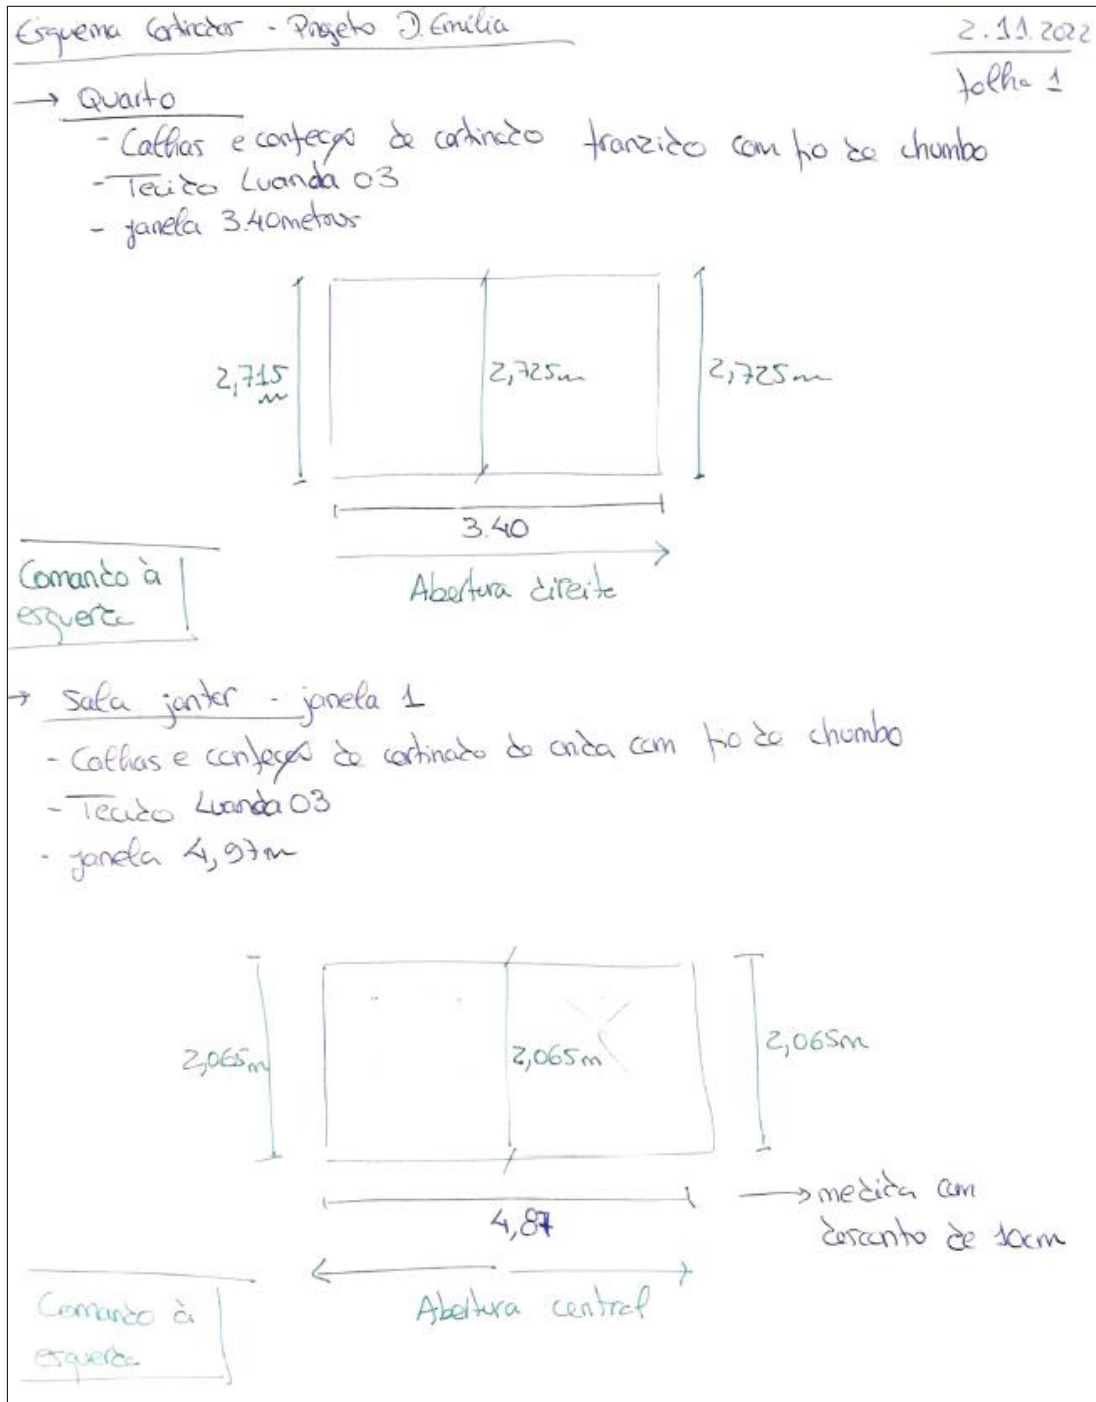 Esquema Cortinados - Projeto D. Emília
2.11.2022
folha 1
→ Quarto
- Calhas e confeção de cortinado franzido com fio de chumbo
- Tecido Luanda 03
- janela 3.40metros
2,715
m
2,725m
2,725m
3.40
Abertura direita
Comando à
esquerda
→ Sala jantar - janela 1
- Calhas e confeção de cortinado de onda com fio de chumbo
- Tecido Luanda 03
- janela 4,97m
2,065m
2,065m
2,065m
4,87
→ medida com
desconto de 10cm
Abertura central
Comando à
esquerda